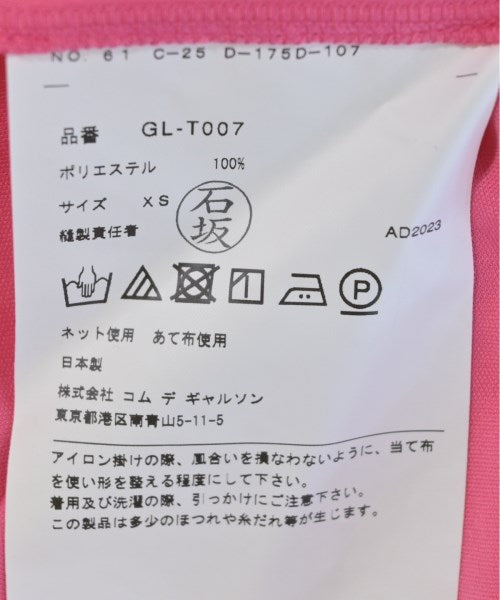 NO. 61 C-25 D-175D-107
品番 GL-T007
ポリエステル 100%
サイズ XS
縫製責任者 石坂
AD2023
P
ネット使用 あて布使用
日本製
株式会社 コム デ ギャルソン
東京都港区南青山5-11-5
アイロン掛けの際、風合いを損なわないように、当て布
を使い形を整える程度にして下さい。
着用及び洗濯の際、引っかけにご注意下さい。
この製品は多少のほつれや糸だれ等が生じます。